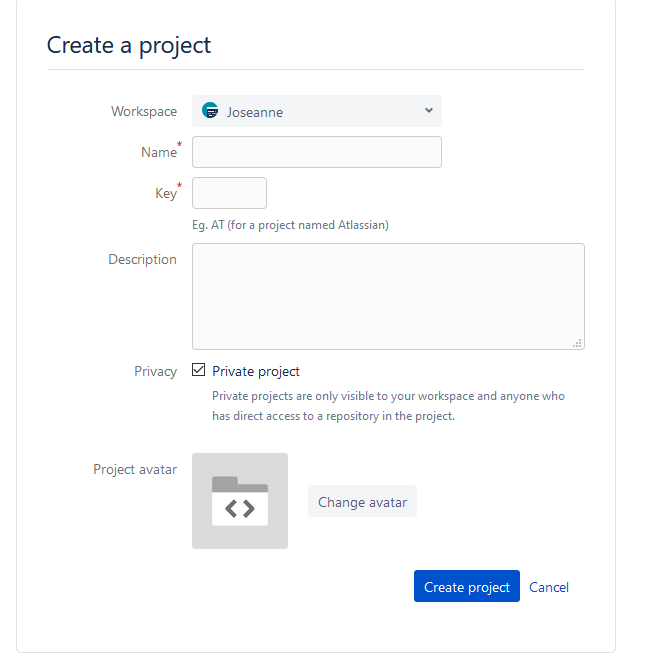 Create a project
Workspace Joseanne
Name*
Key*
Eg. AT (for a project named Atlassian)
Description
Privacy Private project
Private projects are only visible to your workspace and anyone who
has direct access to a repository in the project.
Project avatar
Change avatar
Create project Cancel